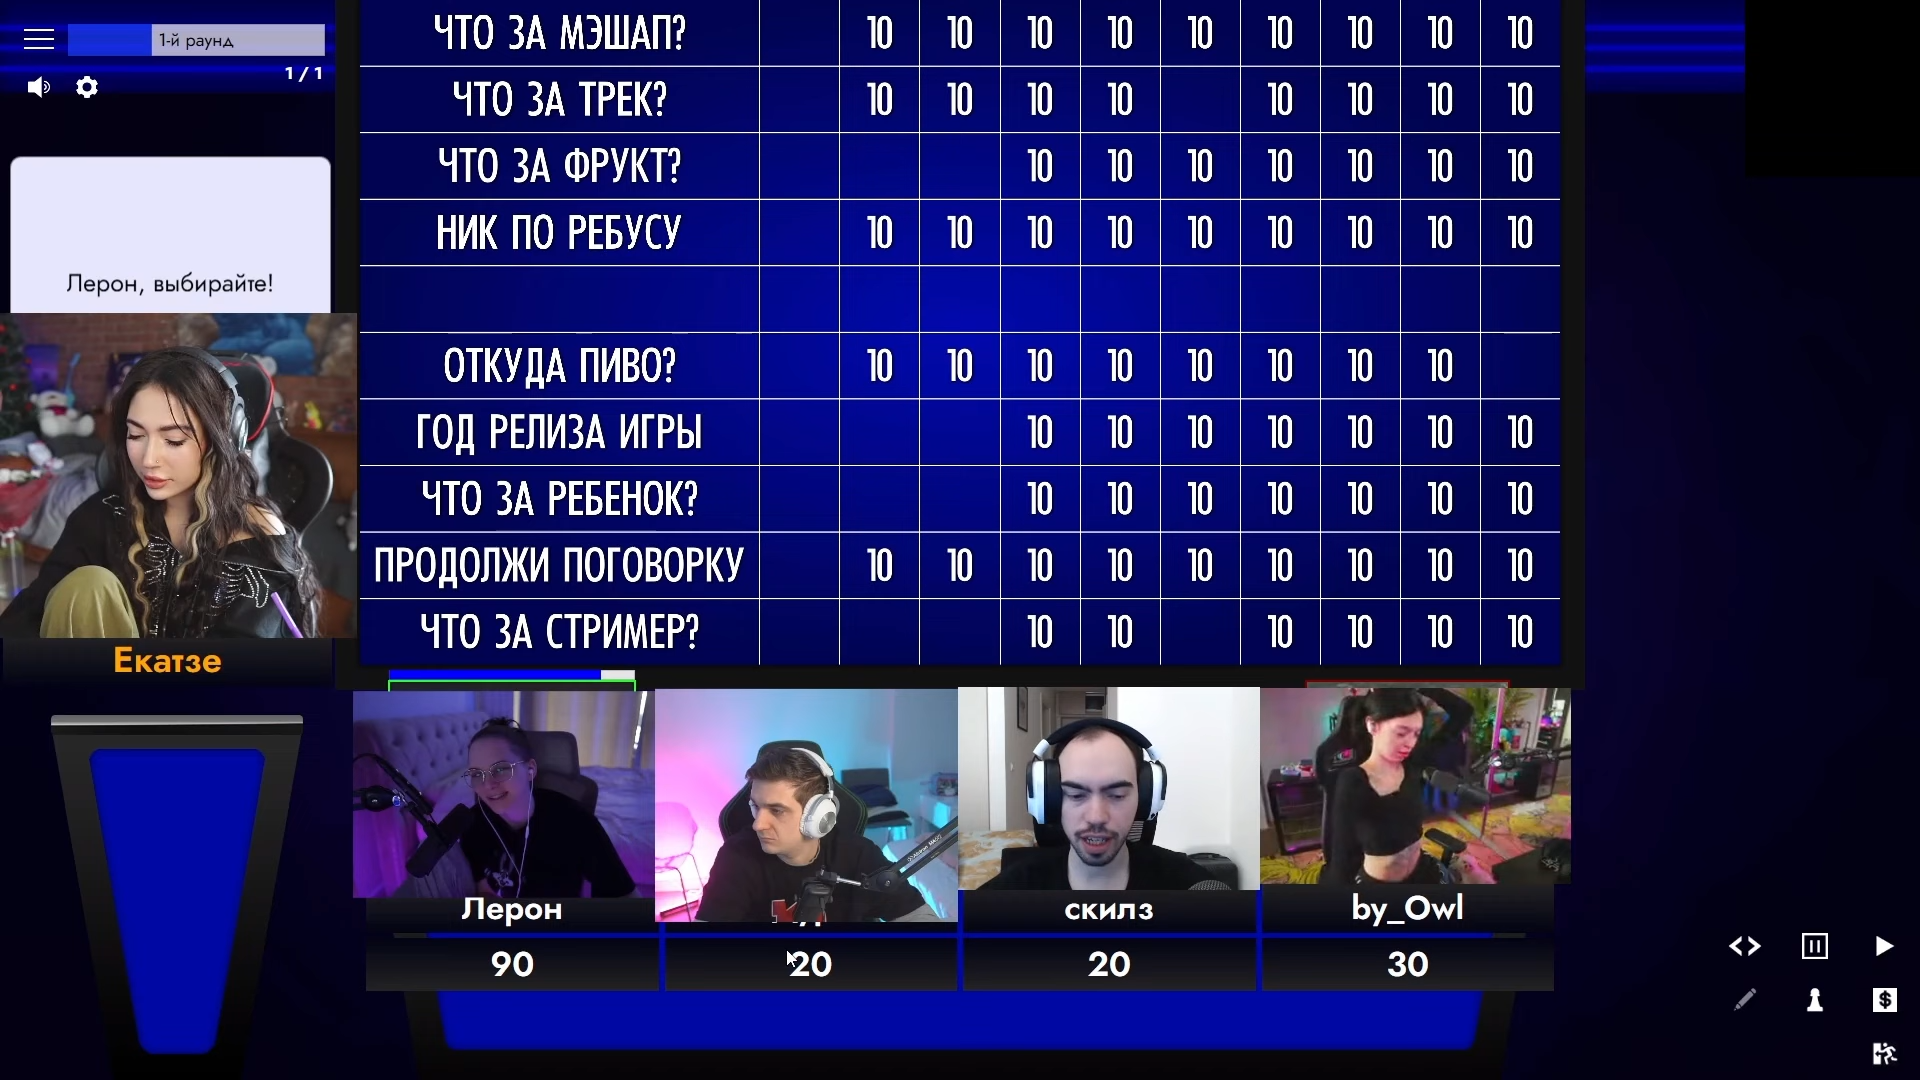 1-й раунд
1 / 1
Лерон, выбирайте!
ЧТО ЗА МЭШАП? 10 10 10 10 10 10 10 10 10
ЧТО ЗА ТРЕК? 10 10 10 10 10 10 10 10
ЧТО ЗА ФРУКТ? 10 10 10 10 10 10 10
НИК ПО РЕБУСУ 10 10 10 10 10 10 10 10 10
ОТКУДА ПИВО? 10 10 10 10 10 10 10 10
ГОД РЕЛИЗА ИГРЫ 10 10 10 10 10 10 10
ЧТО ЗА РЕБЕНОК? 10 10 10 10 10 10 10
ПРОДОЛЖИ ПОГОВОРКУ 10 10 10 10 10 10 10 10 10
ЧТО ЗА СТРИМЕР? 10 10 10 10 10 10
Екатзе
Лерон скилз by_Owl
90 20 20 30